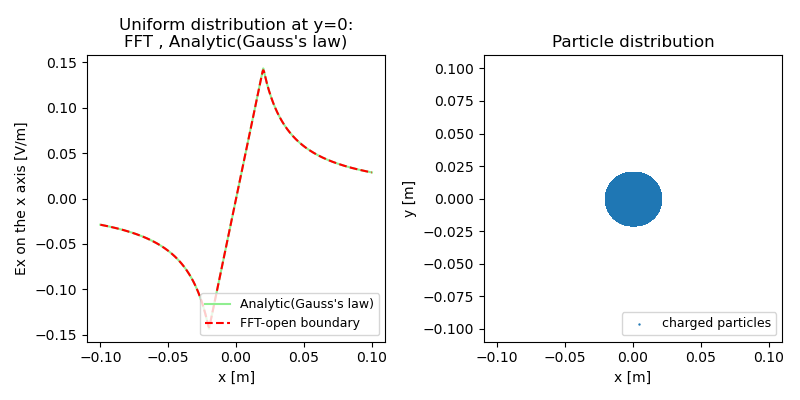 Uniform distribution at y=0:
FFT , Analytic(Gauss's law)
0.15
0.10
0.05
0.00
−0.05
−0.10
−0.15
Ex on the x axis [V/m]
Analytic(Gauss's law)
FFT-open boundary
−0.10
−0.05
0.00
0.05
0.10
x [m]
Particle distribution
0.100
0.075
0.050
0.025
0.000
−0.025
−0.050
−0.075
−0.100
y [m]
charged particles
−0.10
−0.05
0.00
0.05
0.10
x [m]